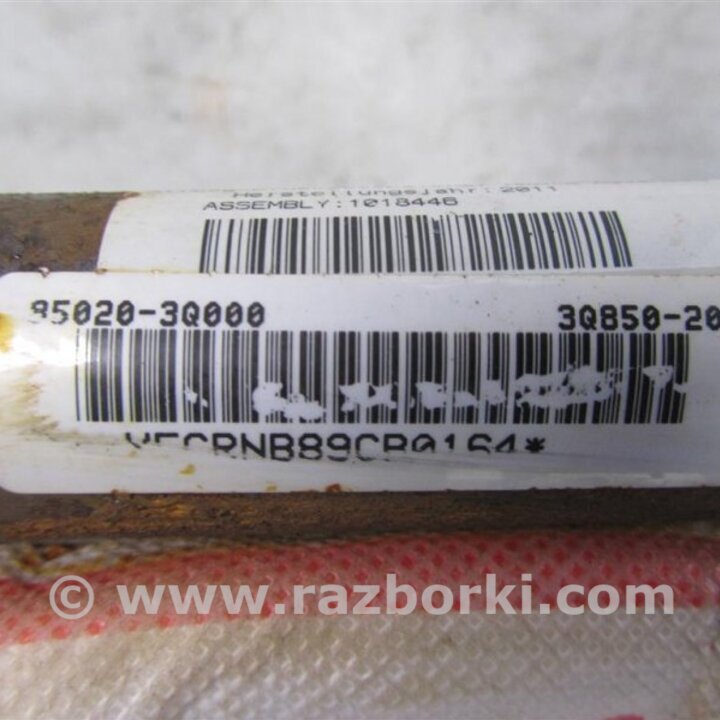 Herstellungsjahr: 2011
ASSEMBLY:1018446
85020-3Q000 3Q850-20
© www.razborki.com